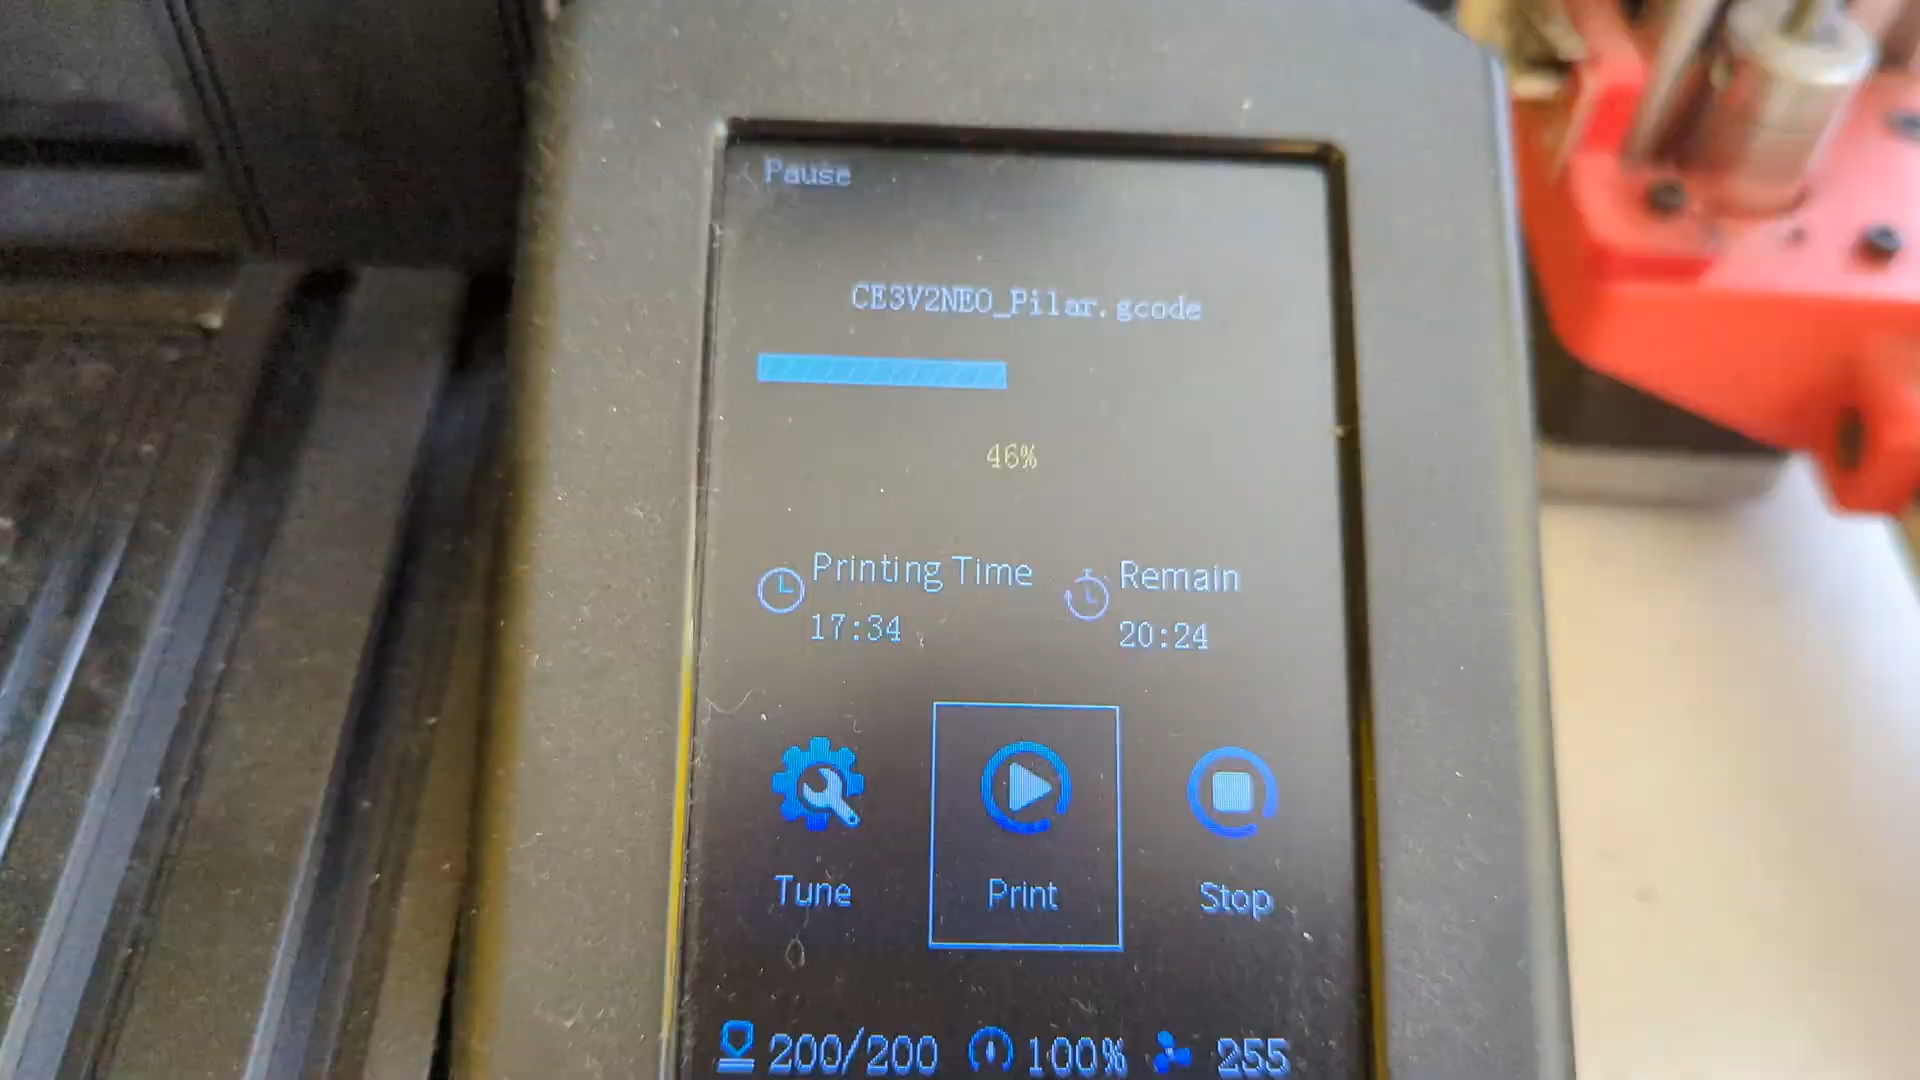 Pause
CE3V2NEO_Pilar.gcode
46%
Printing Time
17:34
Remain
20:24
Tune
Print
Stop
200/200 100% 255